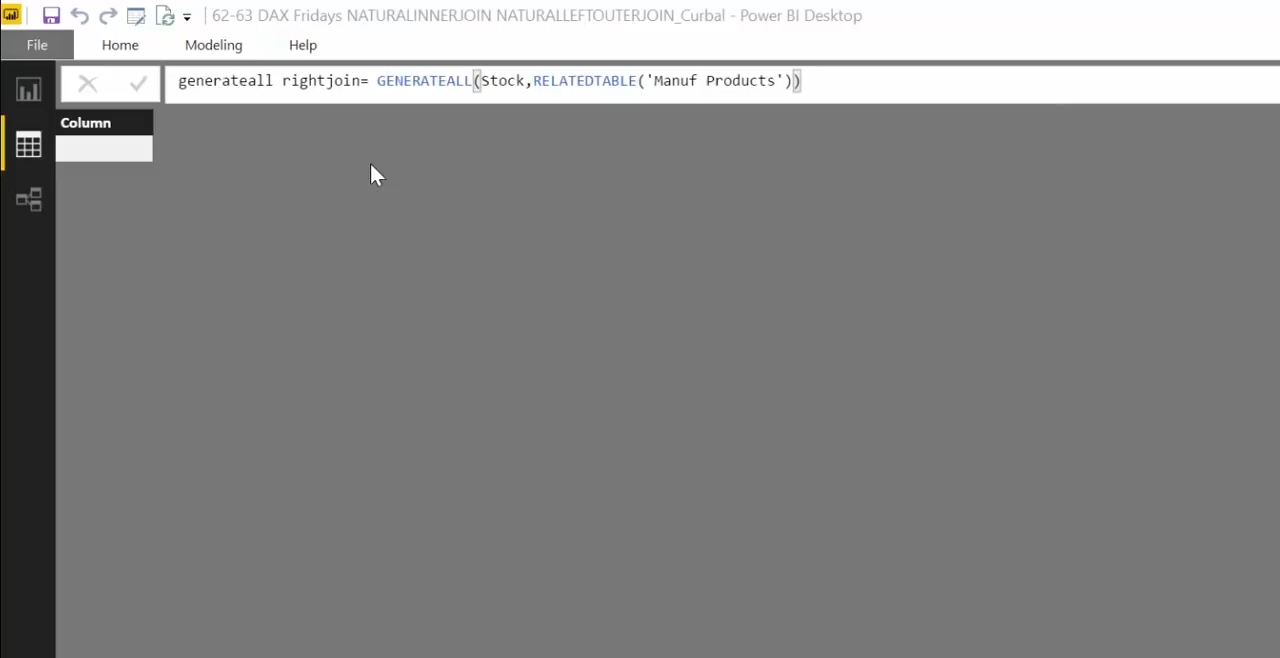 62-63 DAX Fridays NATURALINNERJOIN NATURALLEFTOUTERJOIN_Curbal - Power BI Desktop
File Home Modeling Help
generateall rightjoin= GENERATEALL(Stock,RELATEDTABLE('Manuf Products'))
Column